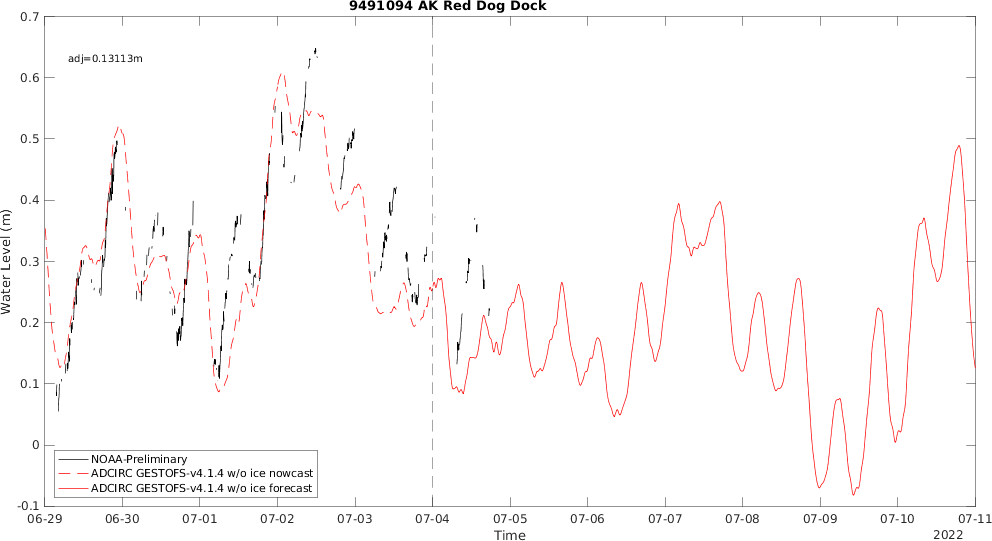 9491094 AK Red Dog Dock
adj=0.13113m
Water Level (m)
0.7
0.6
0.5
0.4
0.3
0.2
0.1
0
-0.1
NOAA-Preliminary
ADCIRC GESTOFS-v4.1.4 w/o ice nowcast
ADCIRC GESTOFS-v4.1.4 w/o ice forecast
06-29 06-30 07-01 07-02 07-03 07-04 07-05 07-06 07-07 07-08 07-09 07-10 07-11
Time
2022